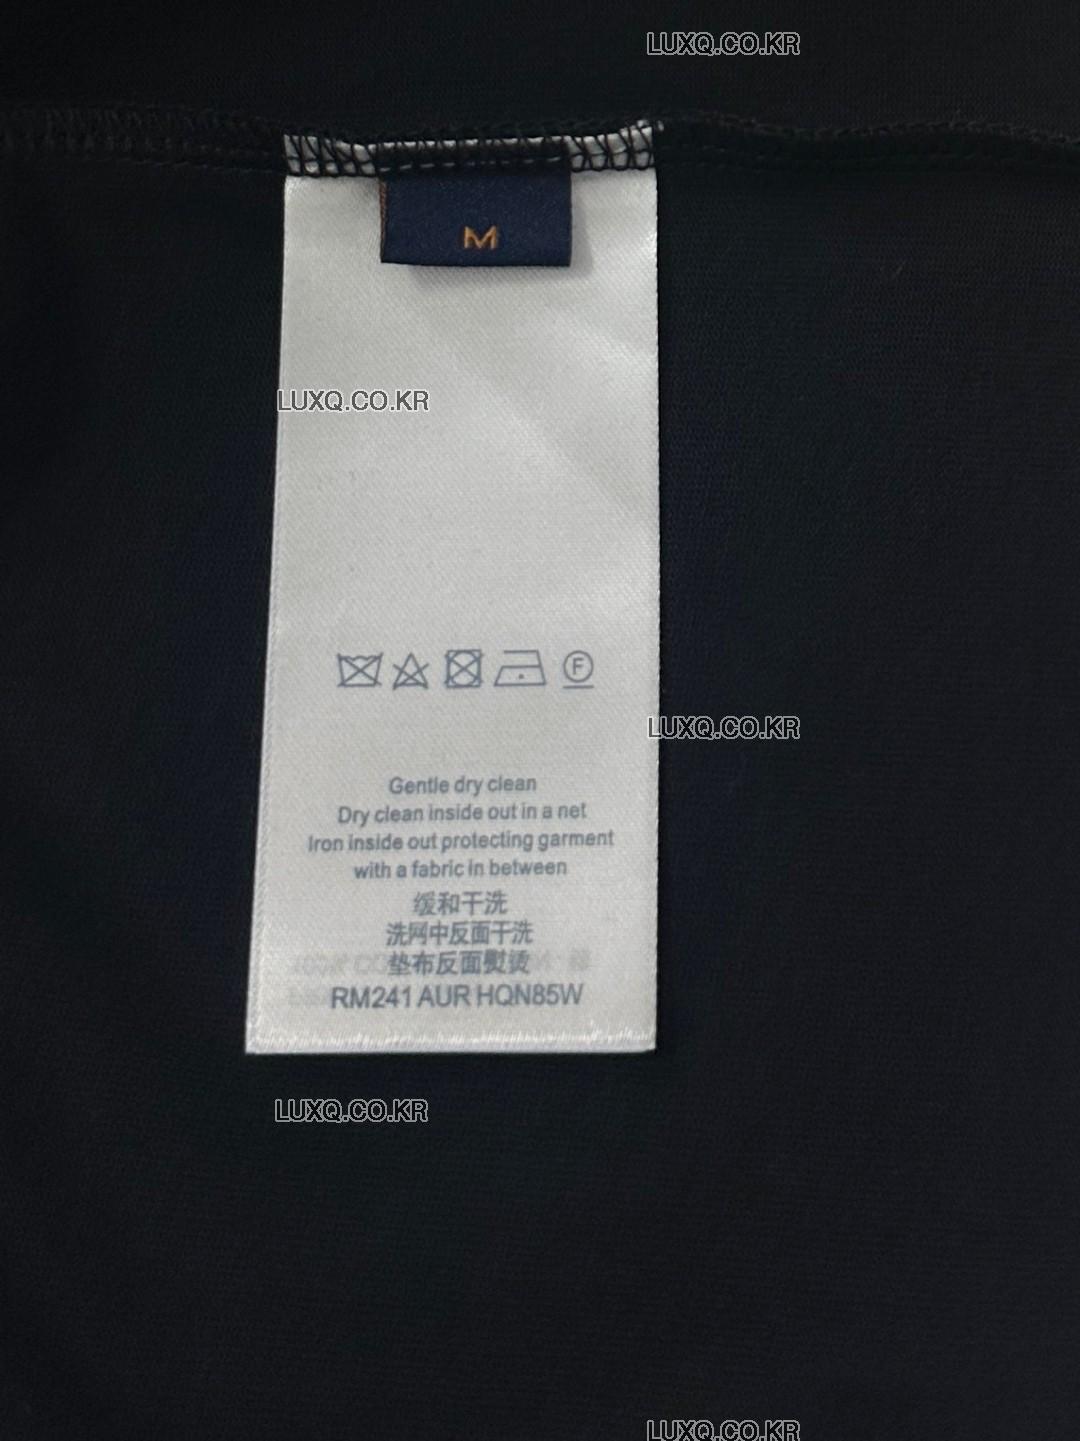 LUXQ.CO.KR
M
LUXQ.CO.KR
F
LUXQ.CO.KR
Gentle dry clean
Dry clean inside out in a net
Iron inside out protecting garment
with a fabric in between
缓和干洗
洗网中反面干洗
垫布反面熨烫
RM241 AUR HQN85W
LUXQ.CO.KR
LUXQ.CO.KR